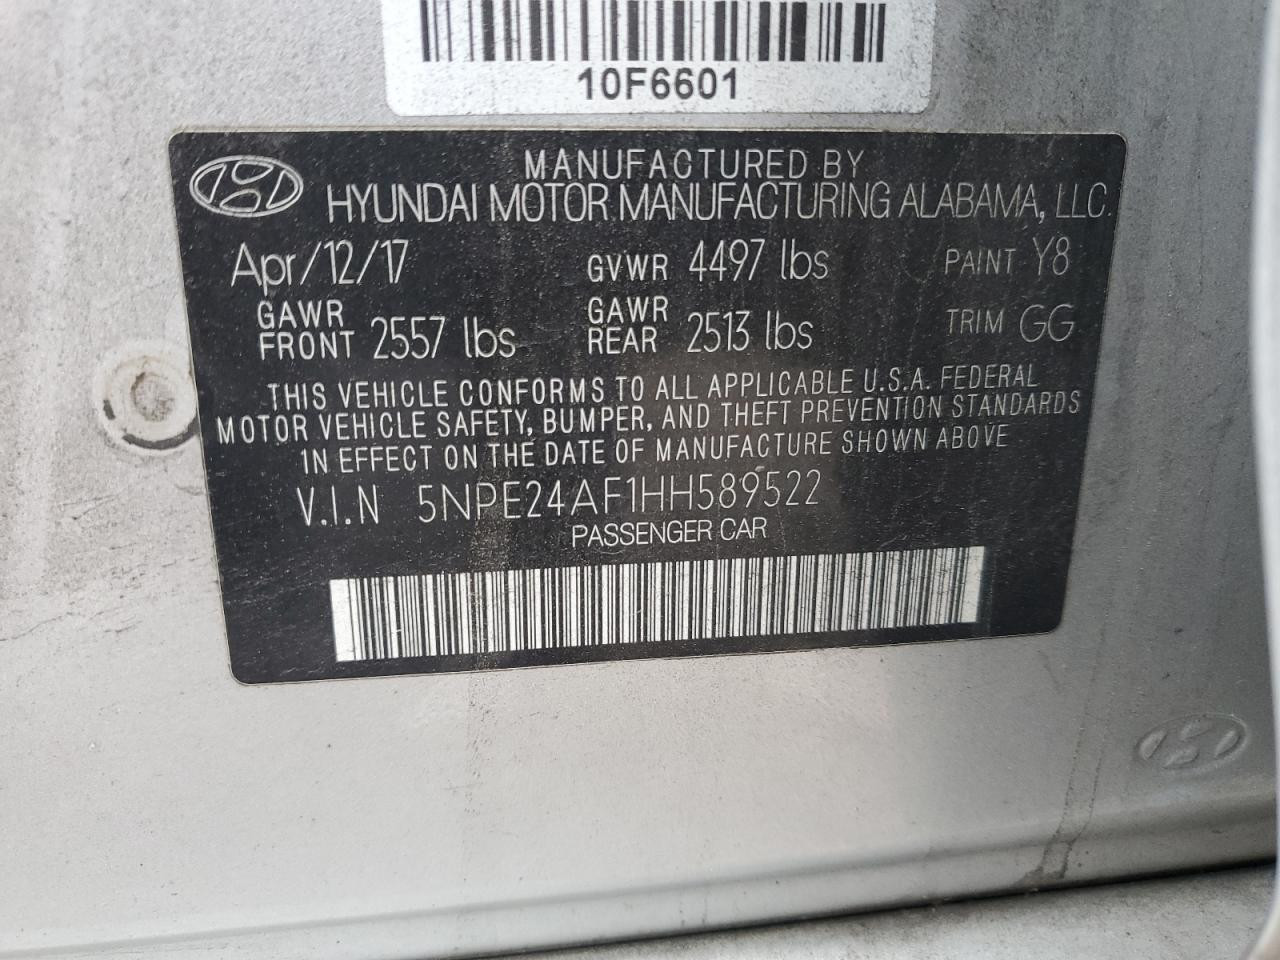 10F6601
MANUFACTURED BY
HYUNDAI MOTOR MANUFACTURING ALABAMA, LLC.
Apr/12/17 GVWR 4497 lbs PAINT Y8
GAWR FRONT 2557 lbs GAWR REAR 2513 lbs TRIM GG
THIS VEHICLE CONFORMS TO ALL APPLICABLE U.S.A. FEDERAL
MOTOR VEHICLE SAFETY, BUMPER, AND THEFT PREVENTION STANDARDS
IN EFFECT ON THE DATE OF MANUFACTURE SHOWN ABOVE
V.I.N 5NPE24AF1HH589522
PASSENGER CAR